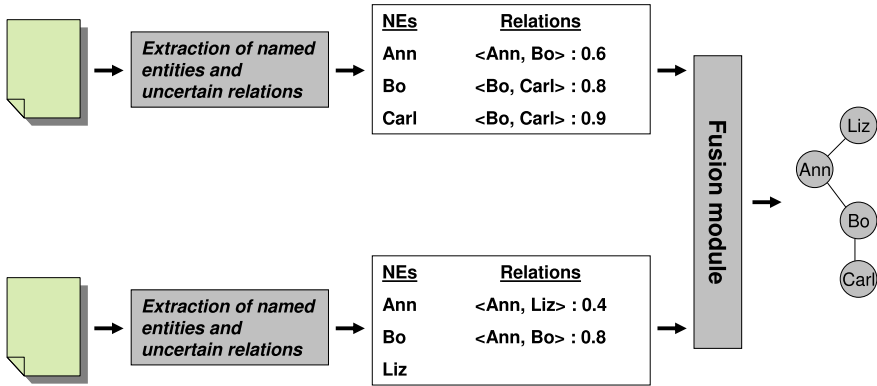 Extraction of named
entities and
uncertain relations
NEs Relations
Ann <Ann, Bo> : 0.6
Bo <Bo, Carl> : 0.8
Carl <Bo, Carl> : 0.9
Extraction of named
entities and
uncertain relations
NEs Relations
Ann <Ann, Liz> : 0.4
Bo <Ann, Bo> : 0.8
Liz
Fusion module
Liz
Ann
Bo
Carl